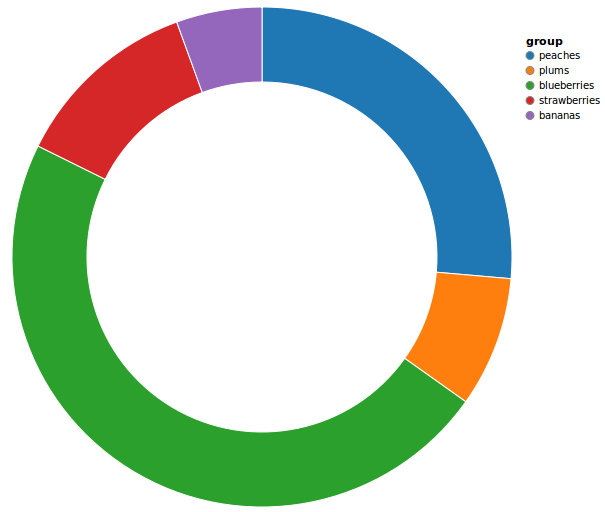 group
peaches
plums
blueberries
strawberries
bananas